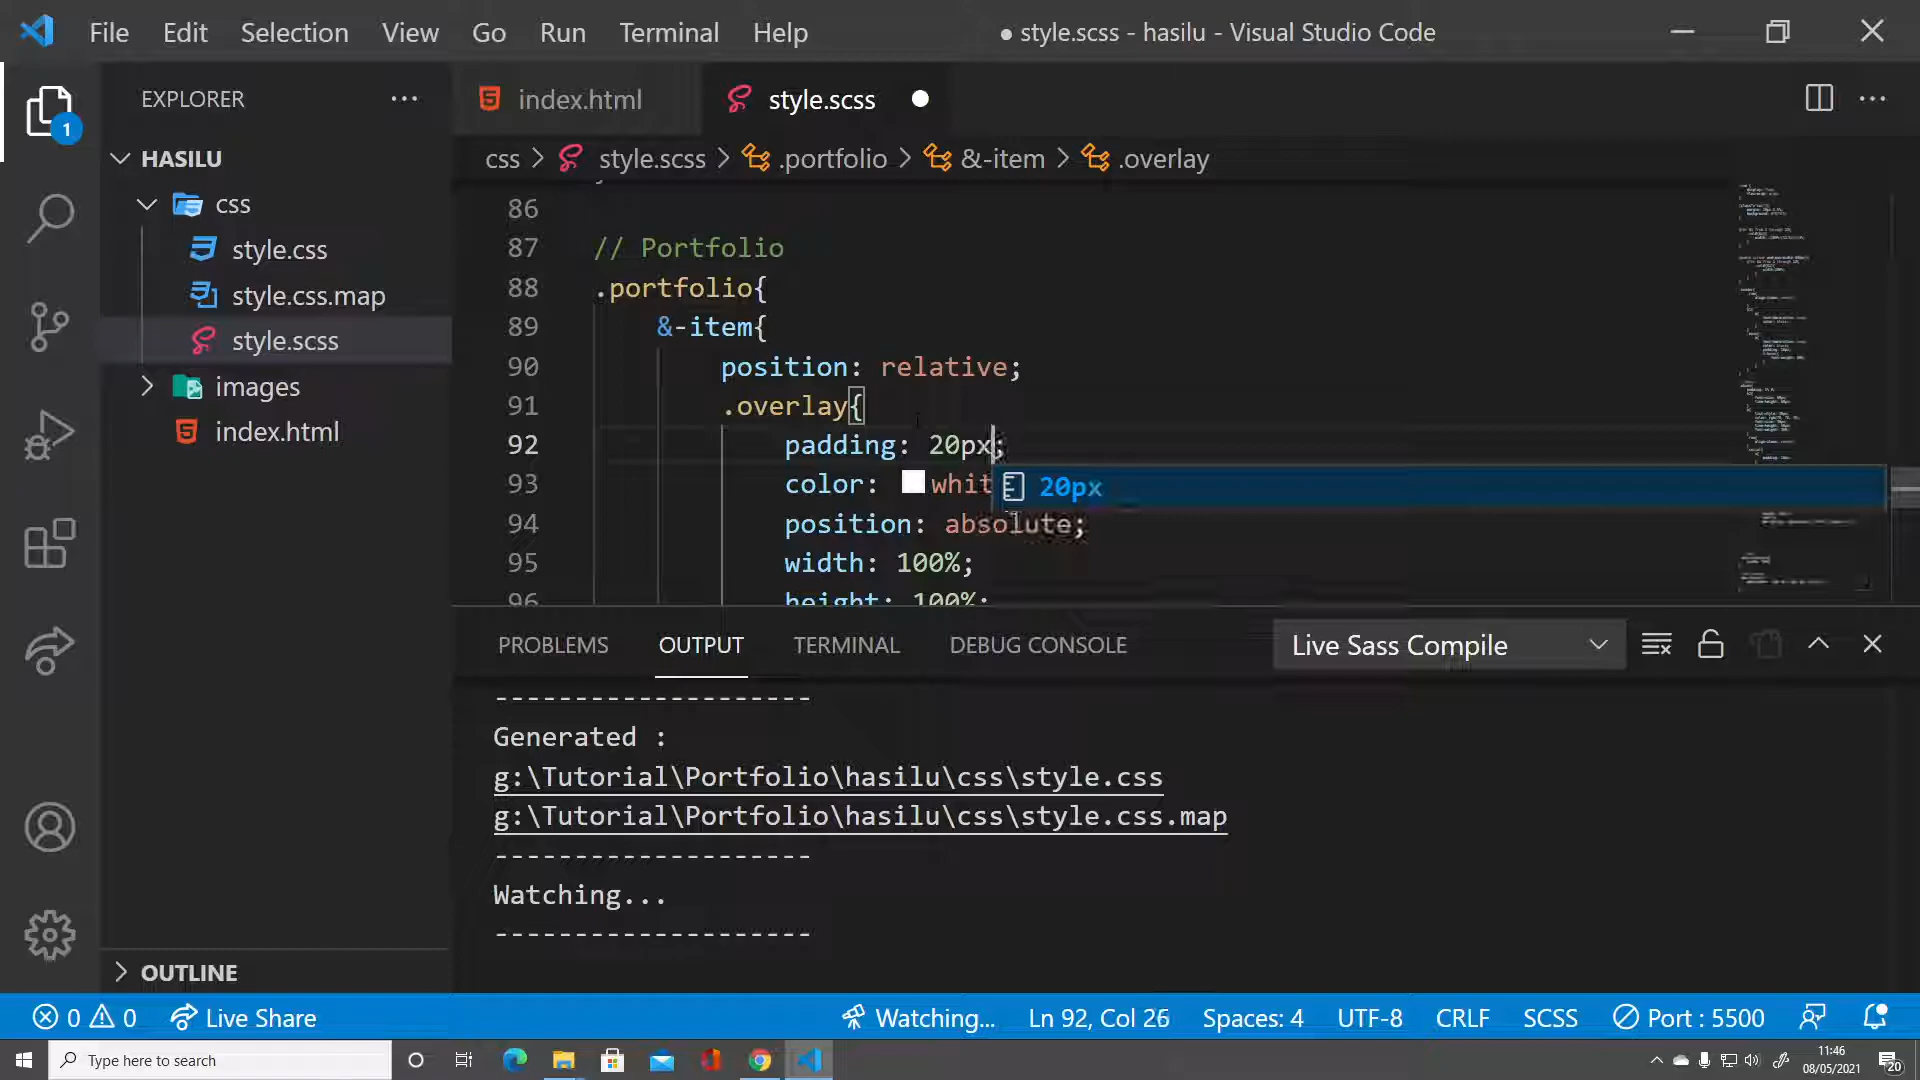 File Edit Selection View Go Run Terminal Help
● style.scss - hasilu - Visual Studio Code
EXPLORER
1
HASILU
css
style.css
style.css.map
style.scss
images
index.html
OUTLINE
index.html
style.scss
css > style.scss > .portfolio > &-item > .overlay
86
87 // Portfolio
88 .portfolio{
89 &-item{
90 position: relative;
91 .overlay{
92 padding: 20px;
93 color: whit
20px
94 position: absolute;
95 width: 100%;
96 height: 100%;
PROBLEMS OUTPUT TERMINAL DEBUG CONSOLE
Live Sass Compile
--------------------
Generated :
g:\Tutorial\Portfolio\hasilu\css\style.css
g:\Tutorial\Portfolio\hasilu\css\style.css.map
--------------------
Watching...
--------------------
0 0 Live Share Watching... Ln 92, Col 26 Spaces: 4 UTF-8 CRLF SCSS Port : 5500
Type here to search
11:46
08/05/2021
20